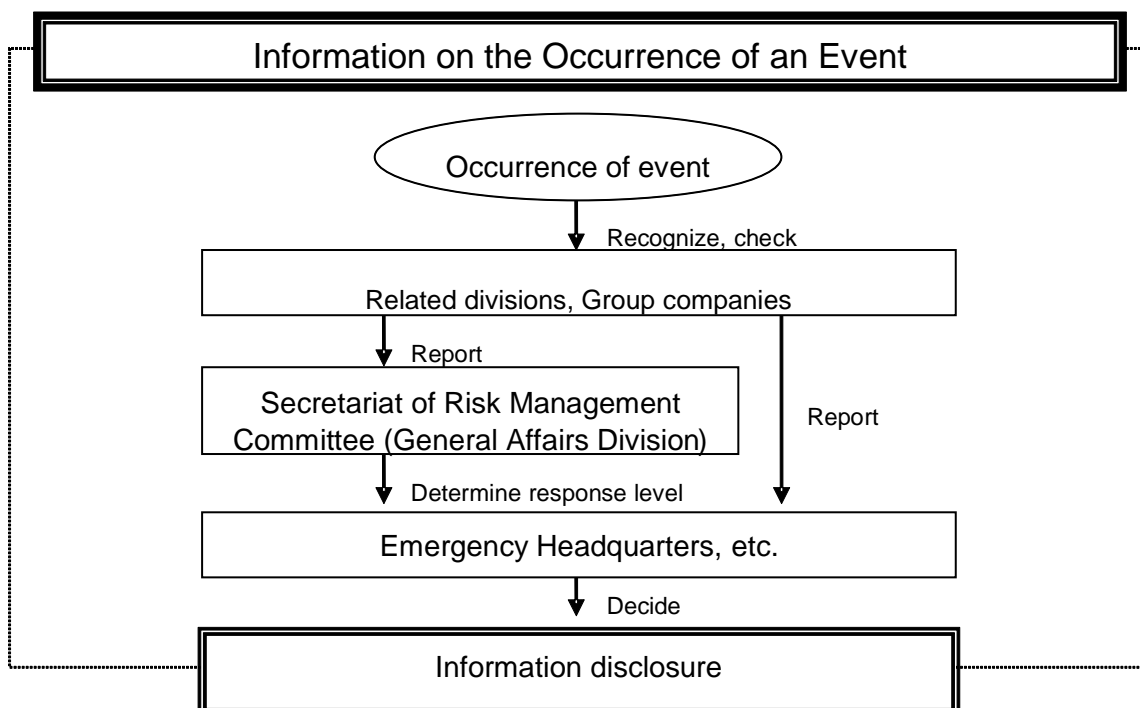 Information on the Occurrence of an Event
Occurrence of event
Recognize, check
Related divisions, Group companies
Report
Secretariat of Risk Management
Committee (General Affairs Division)
Report
Determine response level
Emergency Headquarters, etc.
Decide
Information disclosure